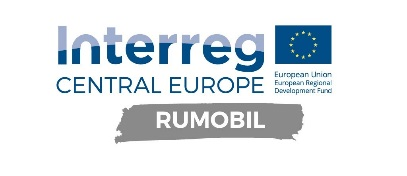 Interreg
CENTRAL EUROPE
European Union
European Regional
Development Fund
RUMOBIL